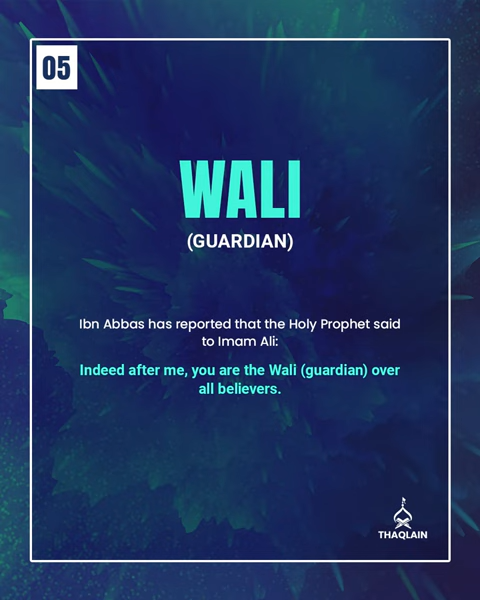 05
WALI
(GUARDIAN)
Ibn Abbas has reported that the Holy Prophet said
to Imam Ali:
Indeed after me, you are the Wali (guardian) over
all believers.
THAQLAIN